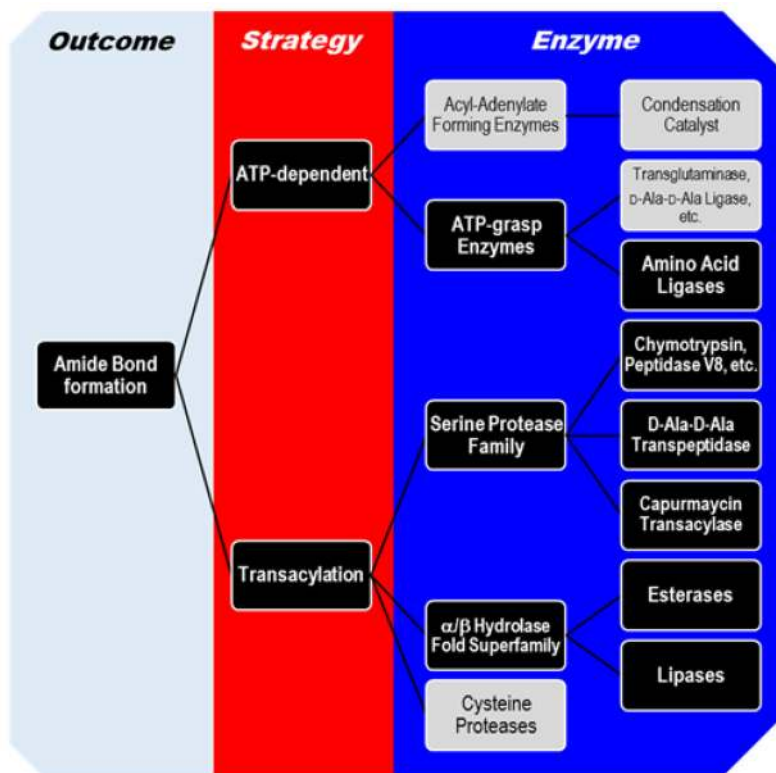 Outcome
Strategy
Enzyme
Acyl-Adenylate
Forming Enzymes
Condensation
Catalyst
ATP-dependent
Transglutaminase,
D-Ala-D-Ala Ligase,
etc.
ATP-grasp
Enzymes
Amino Acid
Ligases
Amide Bond
formation
Chymotrypsin,
Peptidase V8, etc.
Serine Protease
Family
D-Ala-D-Ala
Transpeptidase
Capurmaycin
Transacylase
Transacylation
Esterases
α/β Hydrolase
Fold Superfamily
Lipases
Cysteine
Proteases